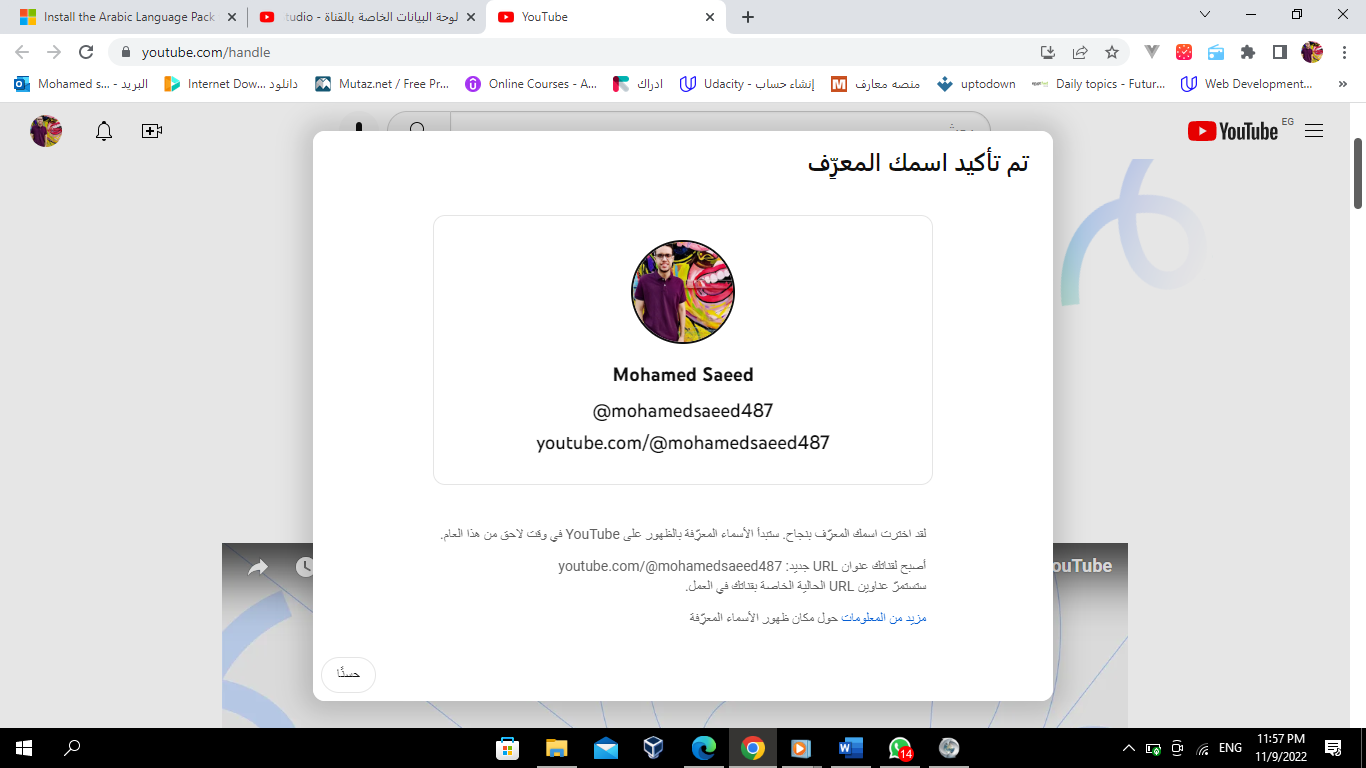 Install the Arabic Language Pack
لوحة البيانات الخاصة بالقناة - tudio
YouTube
youtube.com/handle
Mohamed s... - البريد
Internet Dow... دانلود
Mutaz.net / Free Pr...
Online Courses - A...
ادراك
Udacity - إنشاء حساب
منصه معارف
uptodown
Daily topics - Futur...
Web Development...
»
YouTube EG
تم تأكيد اسمك المعرِّف
Mohamed Saeed
@mohamedsaeed487
youtube.com/@mohamedsaeed487
لقد اخترت اسمك المعرِّف بنجاح. ستبدأ الأسماء المعرِّفة بالظهور على YouTube في وقت لاحق من هذا العام.
أصبح لقناتك عنوان URL جديد: youtube.com/@mohamedsaeed487
ستستمرّ عناوين URL الحالية الخاصة بقناتك في العمل.
مزيد من المعلومات حول مكان ظهور الأسماء المعرِّفة
حسنًا
ouTube
14
ENG
11:57 PM
11/9/2022